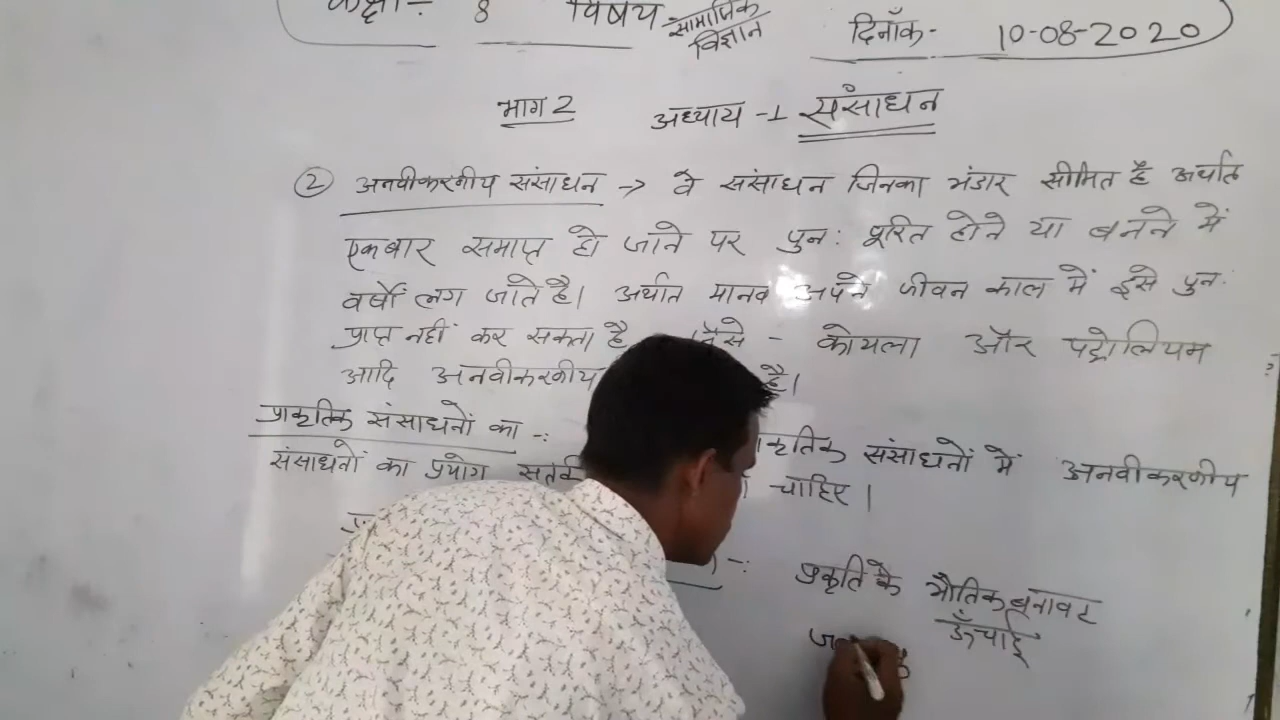 कक्षा:- 8 विषय सामाजिक विज्ञान दिनाँक- 10-08-2020
भाग 2 अध्याय -1 संसाधन
② अनवीकरणीय संसाधन → वे संसाधन जिनका भंडार सीमित है अर्थात
एकबार समाप्त हो जाने पर पुनः पूरित होने या बनने में
वर्षों लग जाते है। अर्थात मानव अपने जीवन काल में इसे पुनः
प्राप्त नहीं कर सकता है जैसे - कोयला और पट्रोलियम
आदि अनवीकरणीय है।
प्राकृतिक संसाधनों का -: संसाधनों में अनवीकरणीय
संसाधनों का प्रयोग चाहिए।
-: प्रकृति के भौतिक बनावट
ऊँचाई